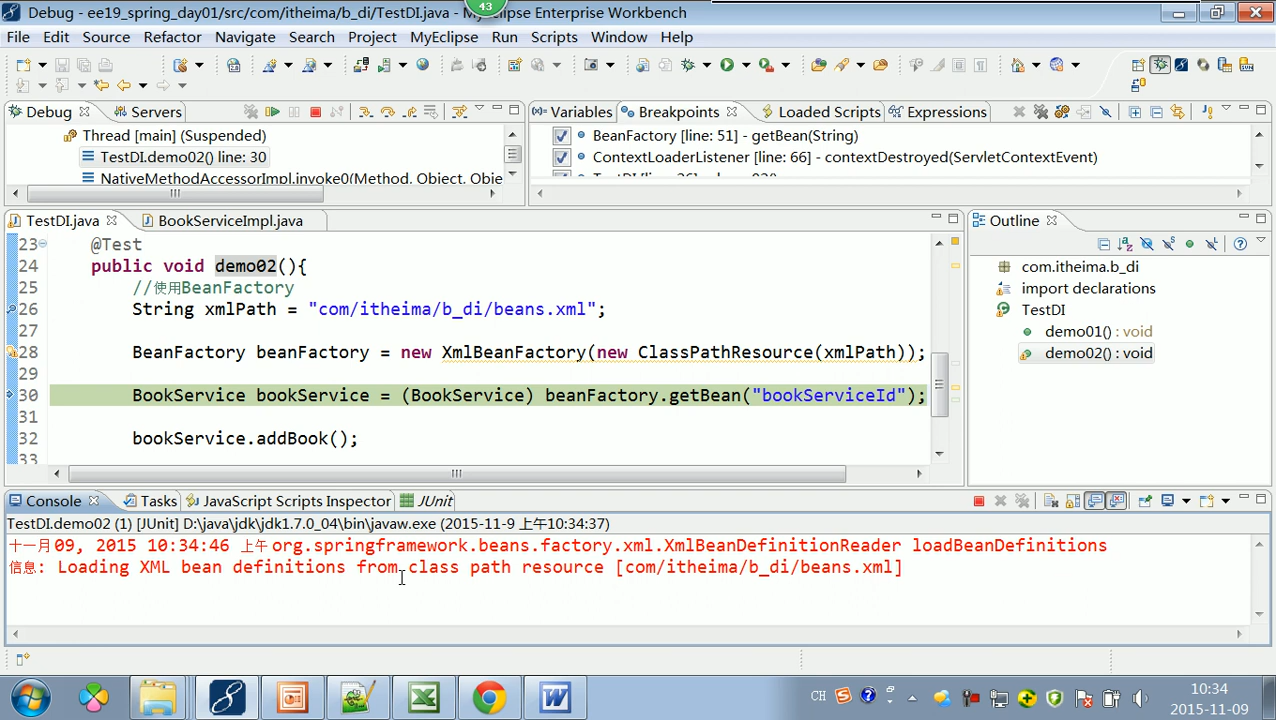 43
Debug - ee19_spring_day01/src/com/itheima/b_di/TestDI.java - MyEclipse Enterprise Workbench
File Edit Source Refactor Navigate Search Project MyEclipse Run Scripts Window Help
Debug Servers
Variables Breakpoints Loaded Scripts Expressions
Thread [main] (Suspended)
TestDI.demo02() line: 30
NativeMethodAccessorImpl.invoke0(Method, Object, Obje
BeanFactory [line: 51] - getBean(String)
ContextLoaderListener [line: 66] - contextDestroyed(ServletContextEvent)
TestDI.java BookServiceImpl.java
23 @Test
24 public void demo02(){
25 //使用BeanFactory
26 String xmlPath = "com/itheima/b_di/beans.xml";
27
28 BeanFactory beanFactory = new XmlBeanFactory(new ClassPathResource(xmlPath));
29
30 BookService bookService = (BookService) beanFactory.getBean("bookServiceId");
31
32 bookService.addBook();
33
Outline
com.itheima.b_di
import declarations
TestDI
demo01() : void
demo02() : void
Console Tasks JavaScript Scripts Inspector JUnit
TestDI.demo02 (1) [JUnit] D:\java\jdk\jdk1.7.0_04\bin\javaw.exe (2015-11-9 上午10:34:37)
十一月 09, 2015 10:34:46 上午 org.springframework.beans.factory.xml.XmlBeanDefinitionReader loadBeanDefinitions
信息: Loading XML bean definitions from class path resource [com/itheima/b_di/beans.xml]
CH
10:34
2015-11-09